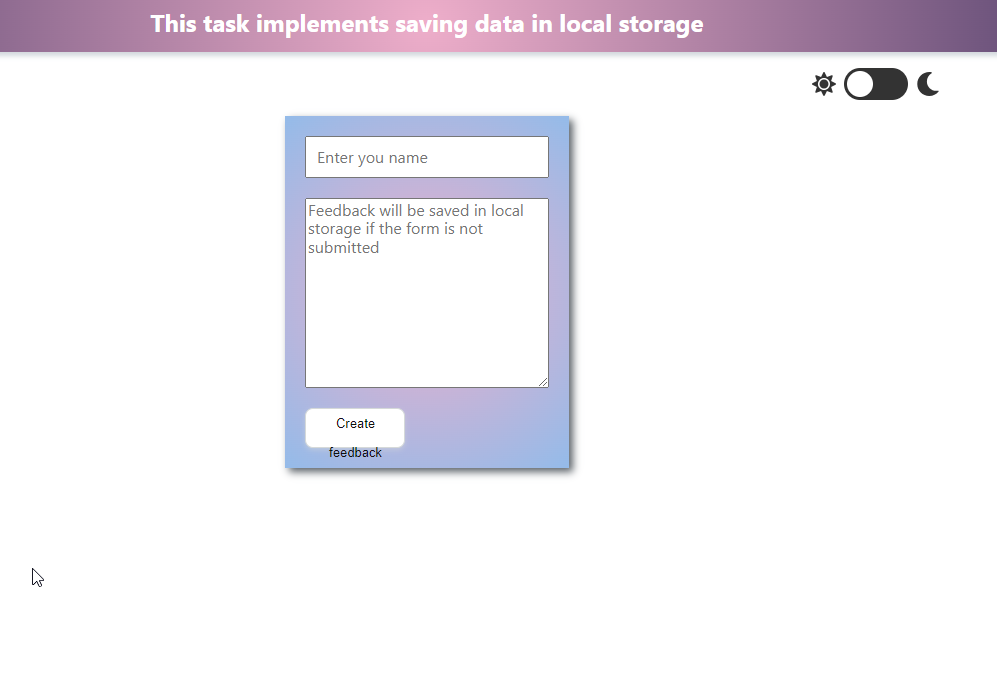 This task implements saving data in local storage
Enter you name
Feedback will be saved in local
storage if the form is not
submitted
Create
feedback